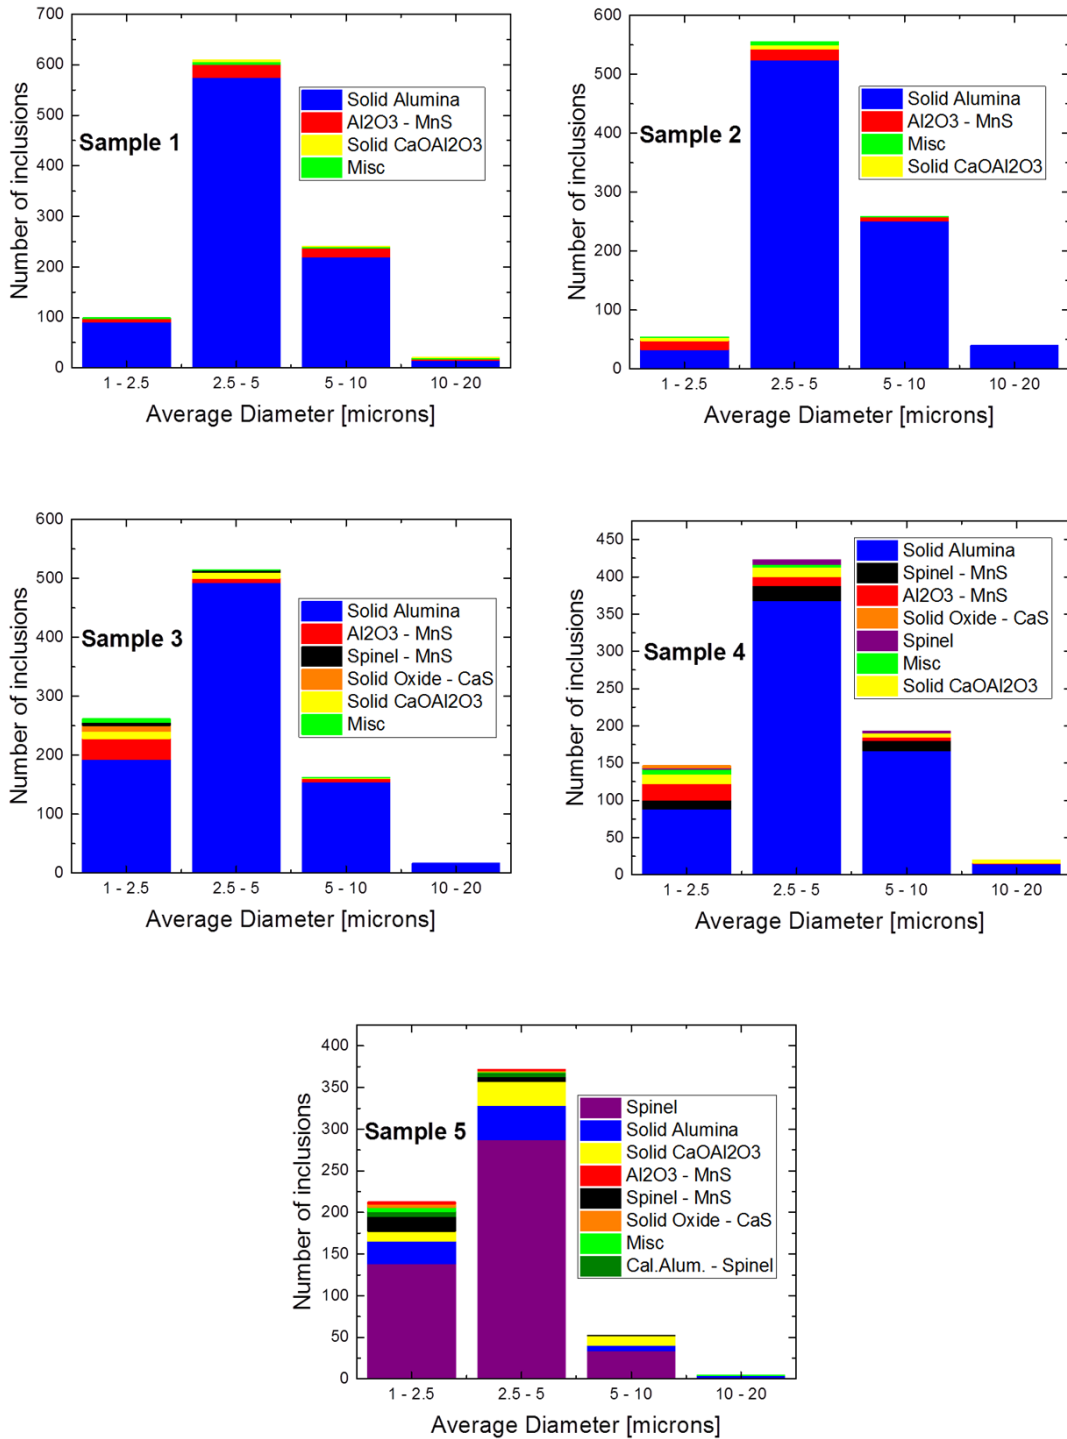 700
600
500
400
300
200
100
0
Number of inclusions
Sample 1
Solid Alumina
Al2O3 - MnS
Solid CaOAl2O3
Misc
1 - 2.5
2.5 - 5
5 - 10
10 - 20
Average Diameter [microns]
600
500
400
300
200
100
0
Number of inclusions
Sample 2
Solid Alumina
Al2O3 - MnS
Misc
Solid CaOAl2O3
1 - 2.5
2.5 - 5
5 - 10
10 - 20
Average Diameter [microns]
600
500
400
300
200
100
0
Number of inclusions
Sample 3
Solid Alumina
Al2O3 - MnS
Spinel - MnS
Solid Oxide - CaS
Solid CaOAl2O3
Misc
1 - 2.5
2.5 - 5
5 - 10
10 - 20
Average Diameter [microns]
450
400
350
300
250
200
150
100
50
0
Number of inclusions
Sample 4
Solid Alumina
Spinel - MnS
Al2O3 - MnS
Solid Oxide - CaS
Spinel
Misc
Solid CaOAl2O3
1 - 2.5
2.5 - 5
5 - 10
10 - 20
Average Diameter [microns]
400
350
300
250
200
150
100
50
0
Number of inclusions
Sample 5
Spinel
Solid Alumina
Solid CaOAl2O3
Al2O3 - MnS
Spinel - MnS
Solid Oxide - CaS
Misc
Cal.Alum. - Spinel
1 - 2.5
2.5 - 5
5 - 10
10 - 20
Average Diameter [microns]